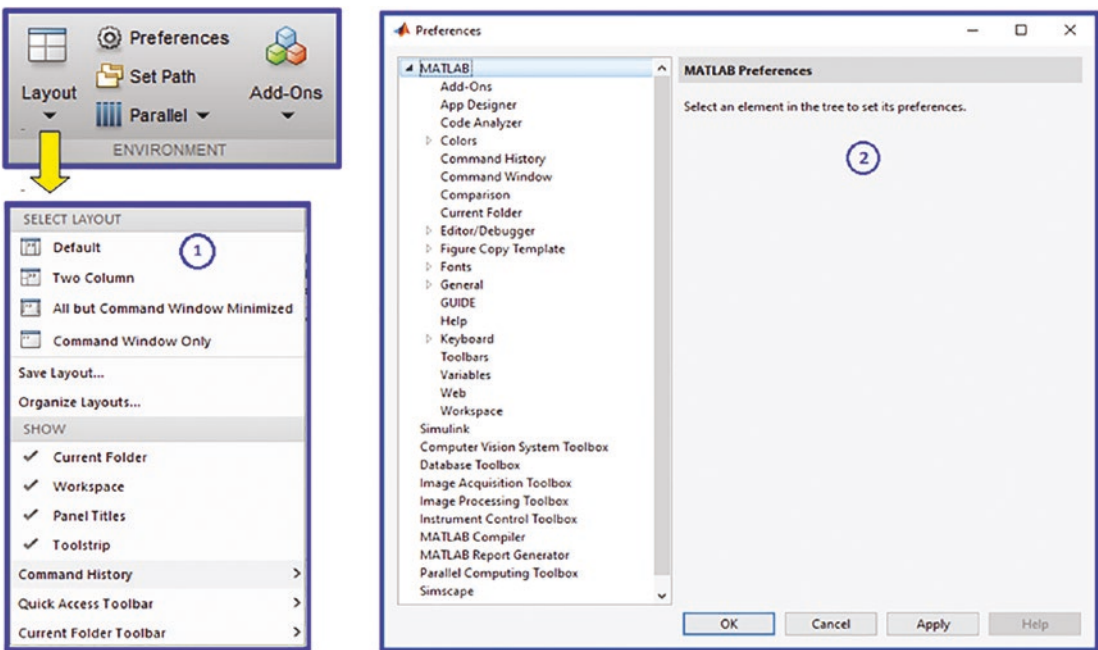 Layout
Preferences
Set Path
Parallel
Add-Ons
ENVIRONMENT
SELECT LAYOUT
1
Default
Two Column
All but Command Window Minimized
Command Window Only
Save Layout...
Organize Layouts...
SHOW
Current Folder
Workspace
Panel Titles
Toolstrip
Command History
Quick Access Toolbar
Current Folder Toolbar
Preferences
MATLAB
Add-Ons
App Designer
Code Analyzer
Colors
Command History
Command Window
Comparison
Current Folder
Editor/Debugger
Figure Copy Template
Fonts
General
GUIDE
Help
Keyboard
Toolbars
Variables
Web
Workspace
Simulink
Computer Vision System Toolbox
Database Toolbox
Image Acquisition Toolbox
Image Processing Toolbox
Instrument Control Toolbox
MATLAB Compiler
MATLAB Report Generator
Parallel Computing Toolbox
Simscape
MATLAB Preferences
Select an element in the tree to set its preferences.
2
OK Cancel Apply Help